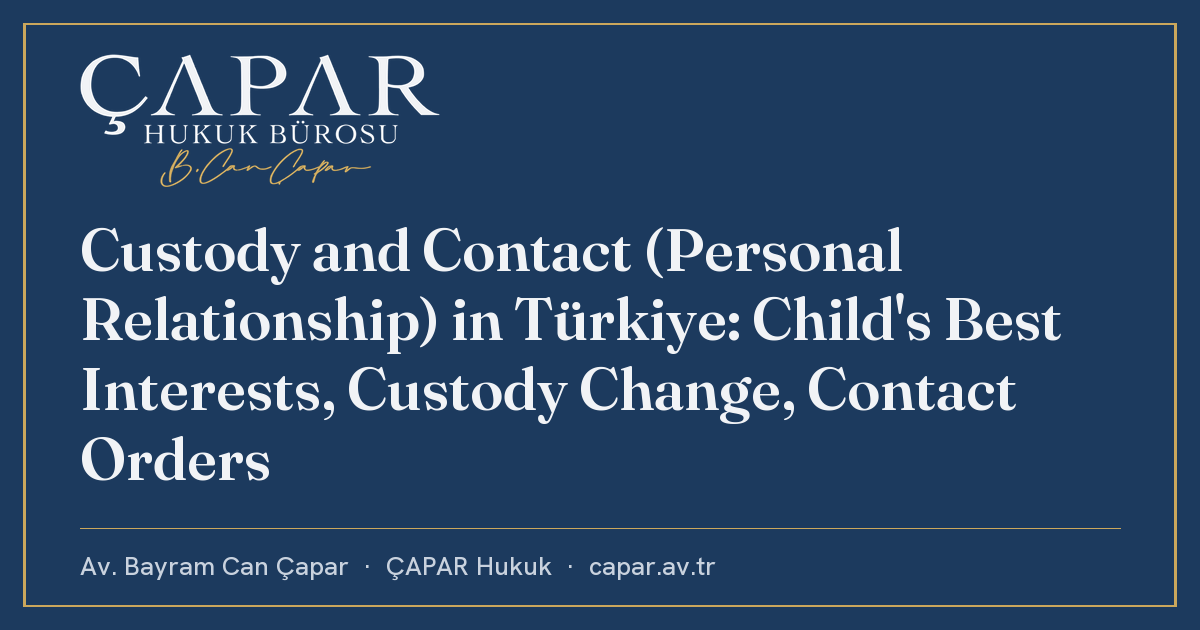 ÇAPAR
HUKUK BÜROSU
B.Can Çapar
Custody and Contact (Personal
Relationship) in Türkiye: Child's Best
Interests, Custody Change, Contact
Orders
Av. Bayram Can Çapar · ÇAPAR Hukuk · capar.av.tr